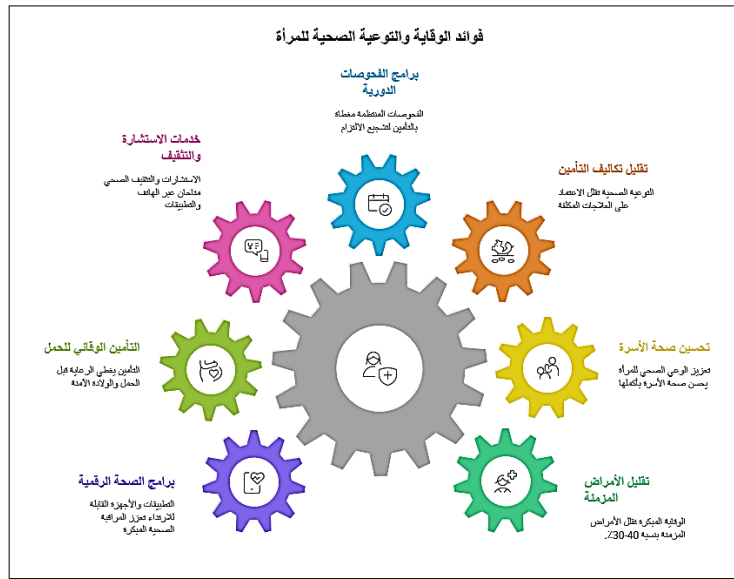 فوائد الوقاية والتوعية الصحية للمرأة
برامج الفحوصات
الدورية
الفحوصات المنتظمة مغطاة
بالتأمين لتشجيع الالتزام
خدمات الاستشارة
والتثقيف
الاستشارات والتثقيف الصحي
متاحان عبر الهاتف
والتطبيقات
تقليل تكاليف التأمين
التوعية الصحية تقلل الاعتماد
على العلاجات المكلفة
التأمين الوقائي للحمل
التأمين يغطي الرعاية قبل
الحمل والولادة الآمنة
تحسين صحة الأسرة
تعزيز الوعي الصحي للمرأة
يحسن صحة الأسرة بأكملها
برامج الصحة الرقمية
التطبيقات والأجهزة القابلة
للارتداء تعزز المراقبة
الصحية المبكرة
تقليل الأمراض
المزمنة
الوقاية المبكرة تقلل الأمراض
المزمنة بنسبة 40-30٪.